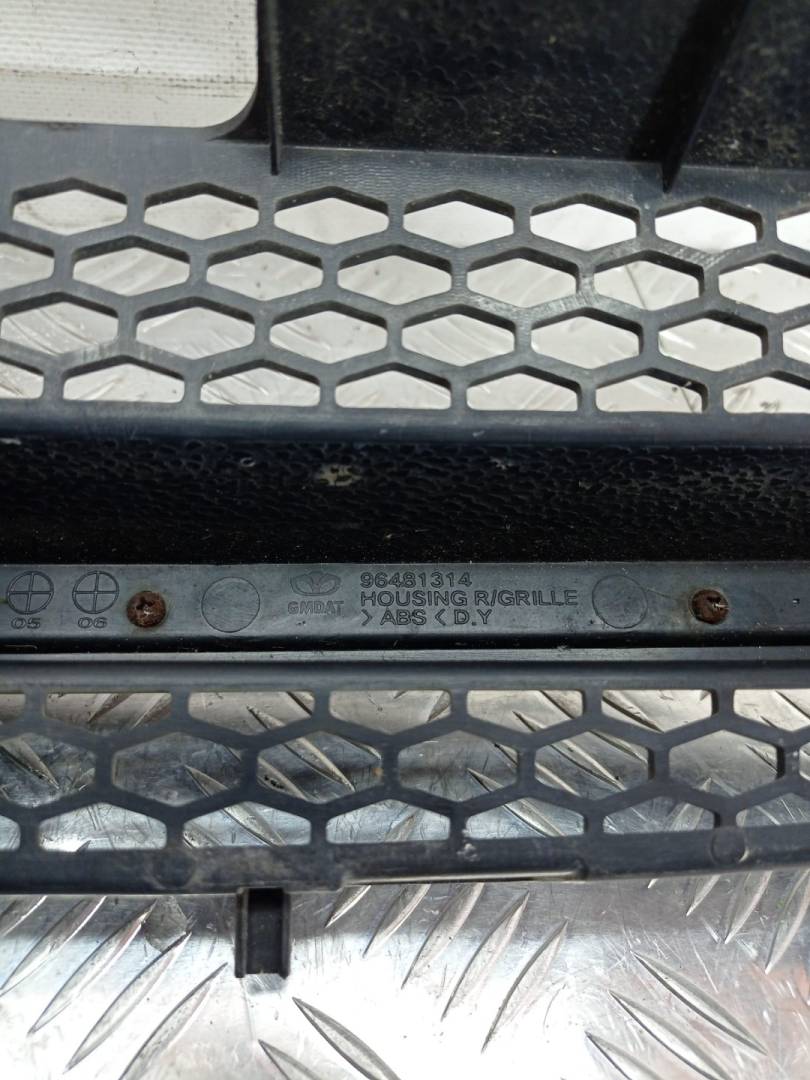 05 06
GMDAT
96481314
HOUSING R/GRILLE
> ABS < D.Y